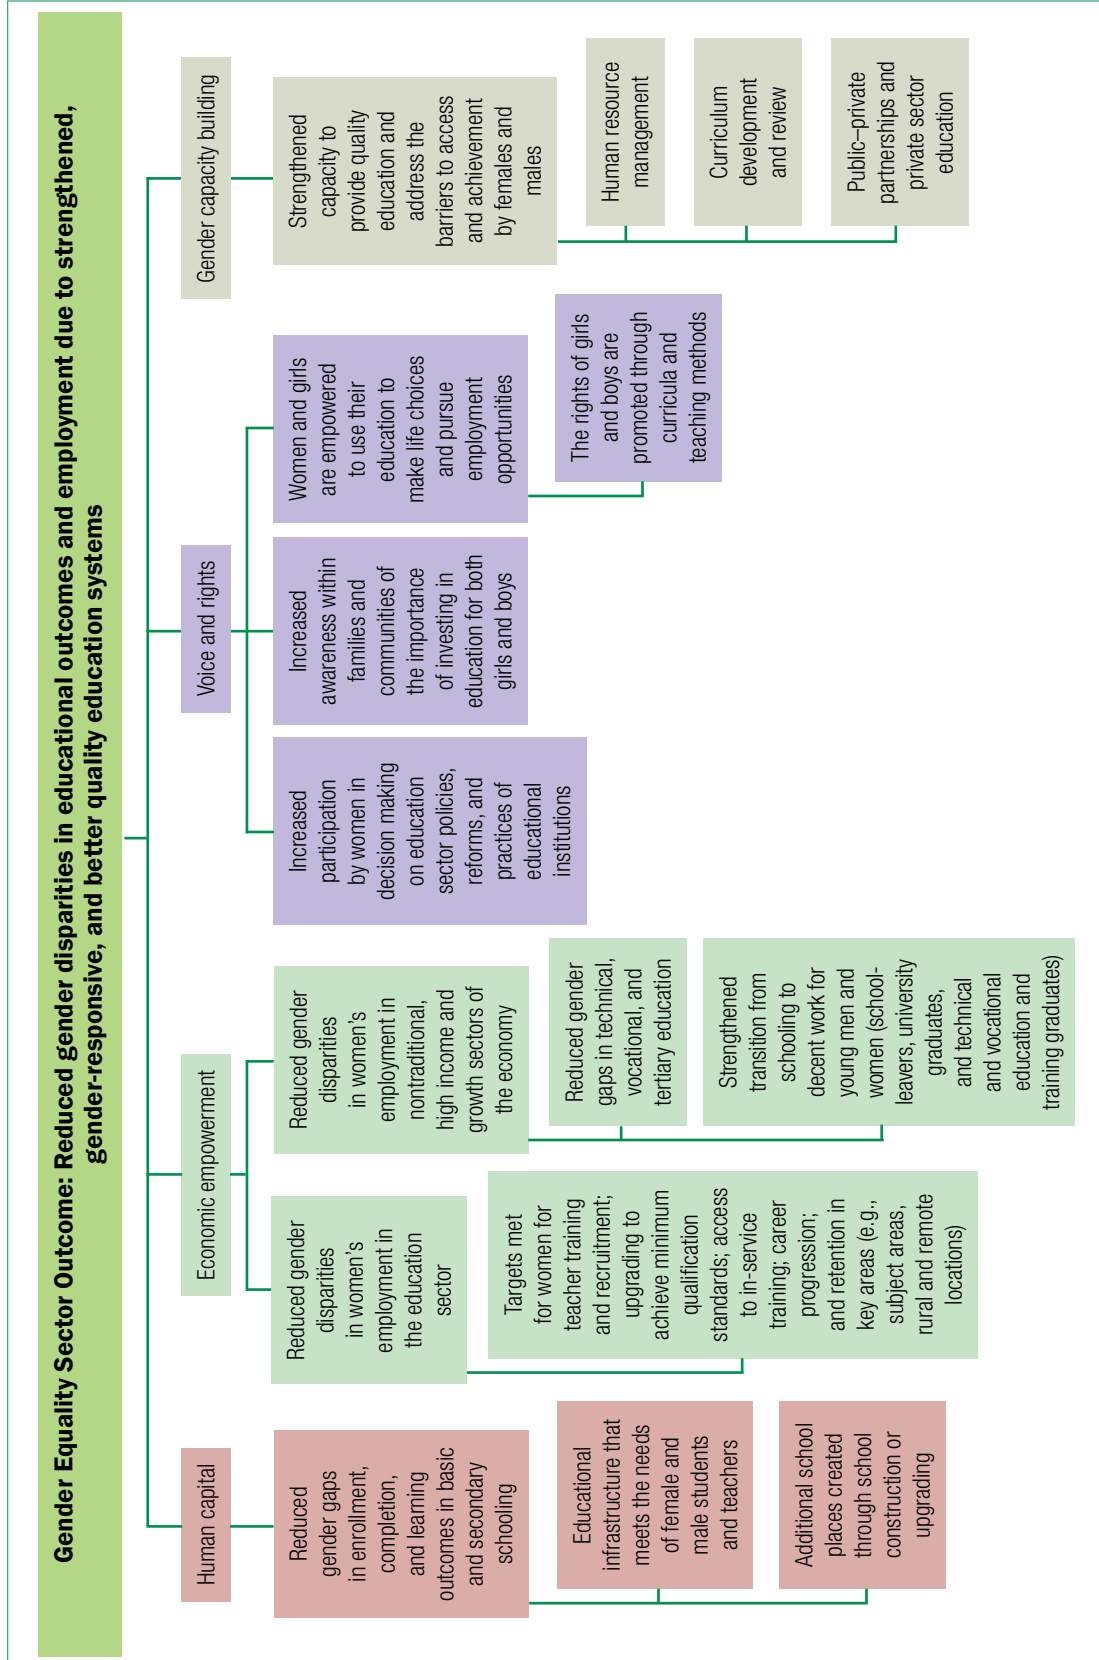 Gender Equality Sector Outcome: Reduced gender disparities in educational outcomes and employment due to strengthened,
gender-responsive, and better quality education systems
Human capital
Reduced
gender gaps
in enrollment,
completion,
and learning
outcomes in basic
and secondary
schooling
Educational
infrastructure that
meets the needs
of female and
male students
and teachers
Additional school
places created
through school
construction or
upgrading
Economic empowerment
Reduced gender
disparities
in women's
employment in
the education
sector
Targets met
for women for
teacher training
and recruitment;
upgrading to
achieve minimum
qualification
standards; access
to in-service
training; career
progression;
and retention in
key areas (e.g.,
subject areas,
rural and remote
locations)
Reduced gender
disparities
in women's
employment in
nontraditional,
high income and
growth sectors of
the economy
Reduced gender
gaps in technical,
vocational, and
tertiary education
Strengthened
transition from
schooling to
decent work for
young men and
women (school-
leavers, university
graduates,
and technical
and vocational
education and
training graduates)
Voice and rights
Increased
participation
by women in
decision making
on education
sector policies,
reforms, and
practices of
educational
institutions
Increased
awareness within
families and
communities of
the importance
of investing in
education for both
girls and boys
Women and girls
are empowered
to use their
education to
make life choices
and pursue
employment
opportunities
The rights of girls
and boys are
promoted through
curricula and
teaching methods
Gender capacity building
Strengthened
capacity to
provide quality
education and
address the
barriers to access
and achievement
by females and
males
Human resource
management
Curriculum
development
and review
Public–private
partnerships and
private sector
education